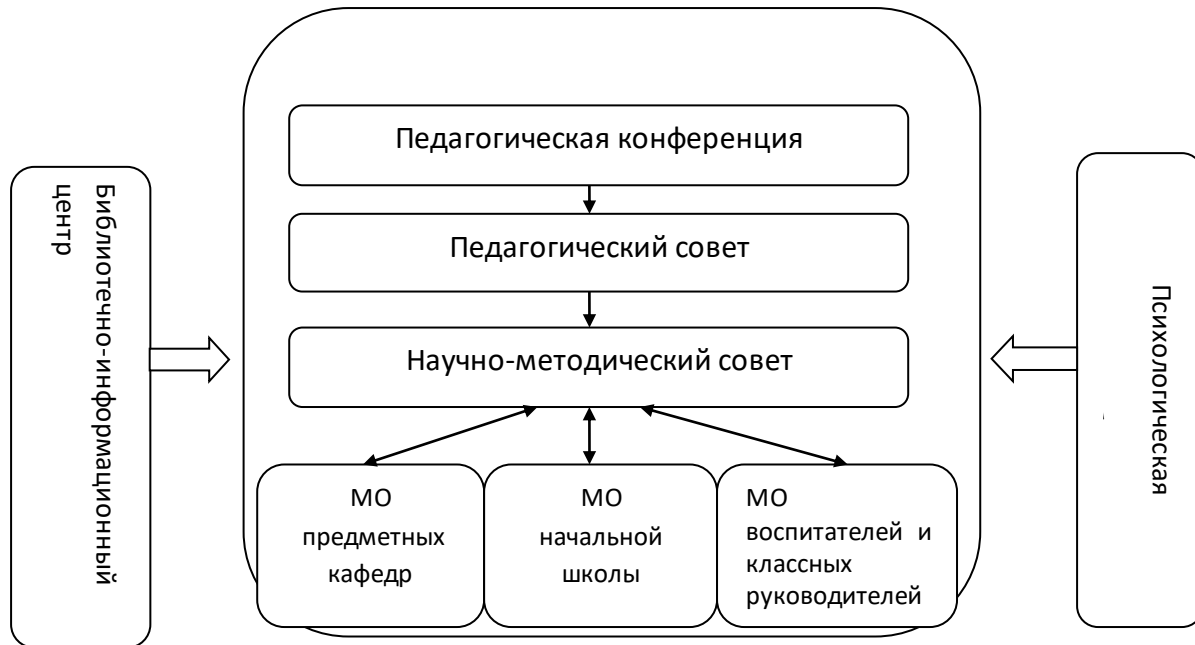 Педагогическая конференция
Библиотечно-информационный
центр
Педагогический совет
Научно-методический совет
Психологическая
МО
предметных
кафедр
МО
начальной
школы
МО
воспитателей и
классных
руководителей